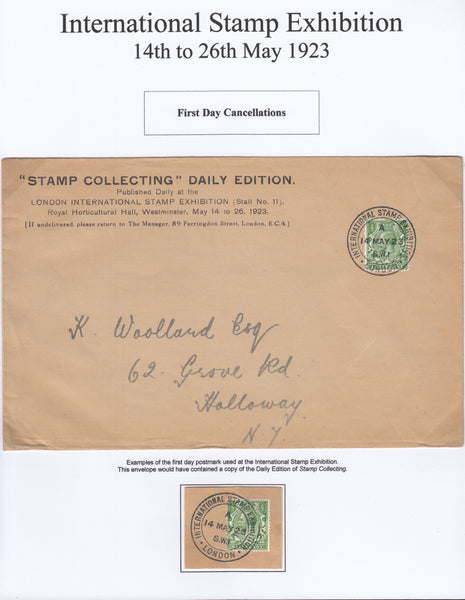 International Stamp Exhibition
14th to 26th May 1923
First Day Cancellations
"STAMP COLLECTING" DAILY EDITION.
Published Daily at the
LONDON INTERNATIONAL STAMP EXHIBITION (Stall No. 11).
Royal Horticultural Hall, Westminster, May 14 to 26, 1923.
[If undelivered, please return to The Manager, 89 Farringdon Street, London, E.C.4.]
INTERNATIONAL STAMP EXHIBITION
A
14 MAY 23
S.W.1
LONDON
K. Woolland Esq
62. Grove Rd.
Holloway
N.7.
Examples of the first day postmark used at the International Stamp Exhibition.
This envelope would have contained a copy of the Daily Edition of Stamp Collecting.
INTERNATIONAL STAMP EXHIBITION
A
14 MAY 23
S.W.1
LONDON